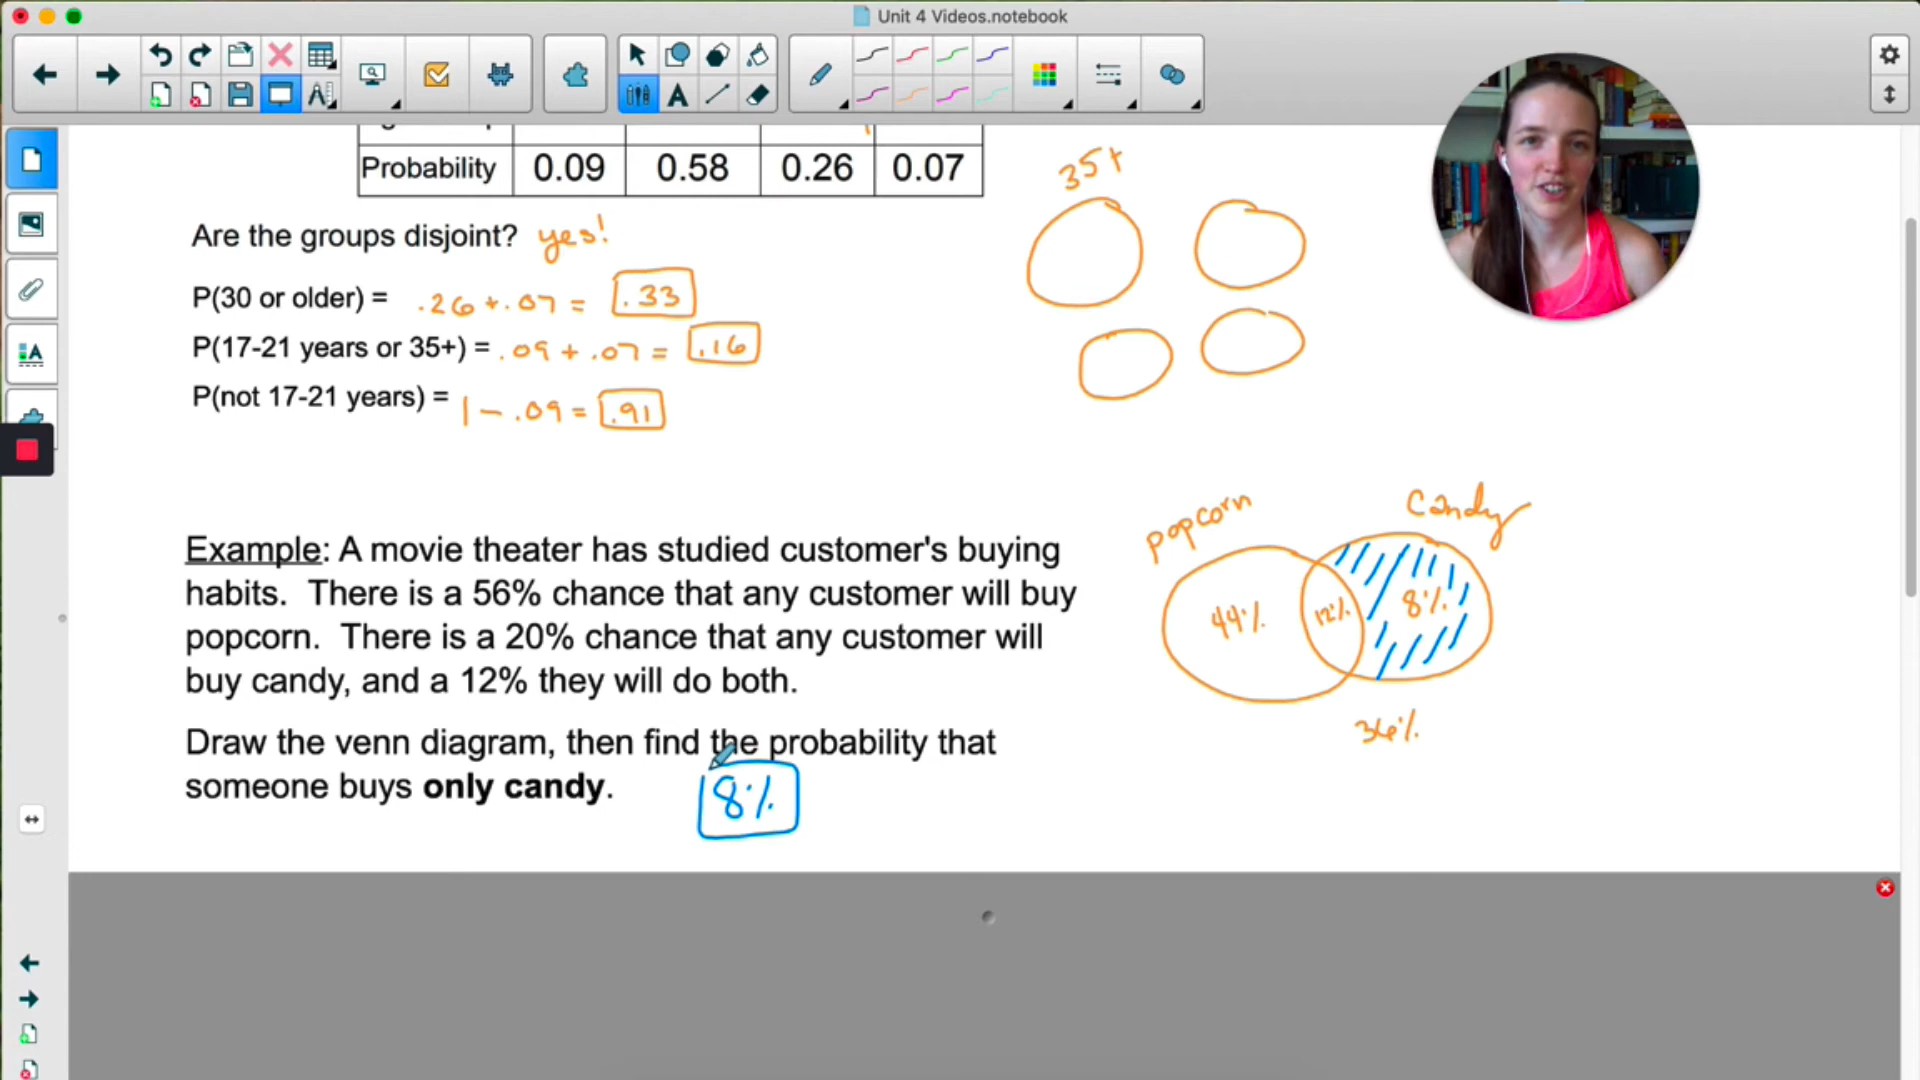 Unit 4 Videos.notebook
Probability 0.09 0.58 0.26 0.07
35+
Are the groups disjoint? yes!
P(30 or older) = .26 + .07 = .33
P(17-21 years or 35+) = .09 + .07 = .16
P(not 17-21 years) = 1 - .09 = .91
popcorn
Candy
Example: A movie theater has studied customer's buying
habits. There is a 56% chance that any customer will buy
popcorn. There is a 20% chance that any customer will
buy candy, and a 12% they will do both.
44% 12% 8%
36%
Draw the venn diagram, then find the probability that
someone buys only candy. 8%